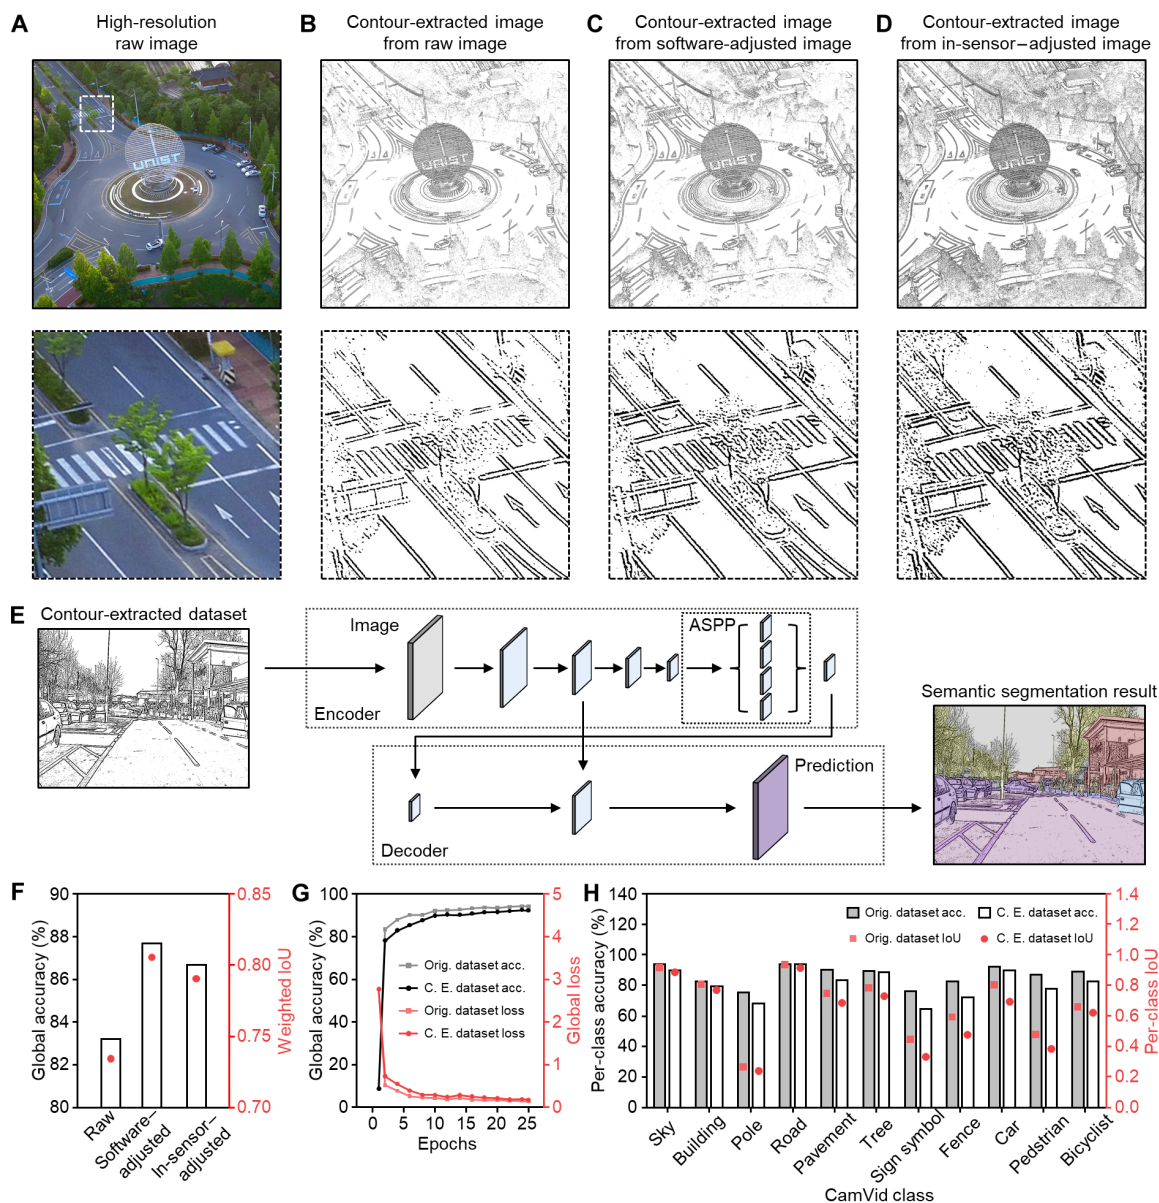 A
High-resolution
raw image
B
Contour-extracted image
from raw image
C
Contour-extracted image
from software-adjusted image
D
Contour-extracted image
from in-sensor–adjusted image
UNIST
UNIST
UNIST
UNIST
E
Contour-extracted dataset
Image
ASPP
Encoder
Semantic segmentation result
Prediction
Decoder
F
Global accuracy (%)
90
88
86
84
82
80
Weighted IoU
0.85
0.80
0.75
0.70
Raw
Software–
adjusted
In-sensor–
adjusted
G
Global accuracy (%)
100
80
60
40
20
0
Global loss
5
4
3
2
1
0
Orig. dataset acc.
C. E. dataset acc.
Orig. dataset loss
C. E. dataset loss
0 5 10 15 20 25
Epochs
H
Per-class accuracy (%)
140
120
100
80
60
40
20
0
Per-class IoU
1.4
1.2
1.0
0.8
0.6
0.4
0.2
0.0
Orig. dataset acc.
C. E. dataset acc.
Orig. dataset IoU
C. E. dataset IoU
Sky
Building
Pole
Road
Pavement
Tree
Sign symbol
Fence
Car
Pedstrian
Bicyclist
CamVid class